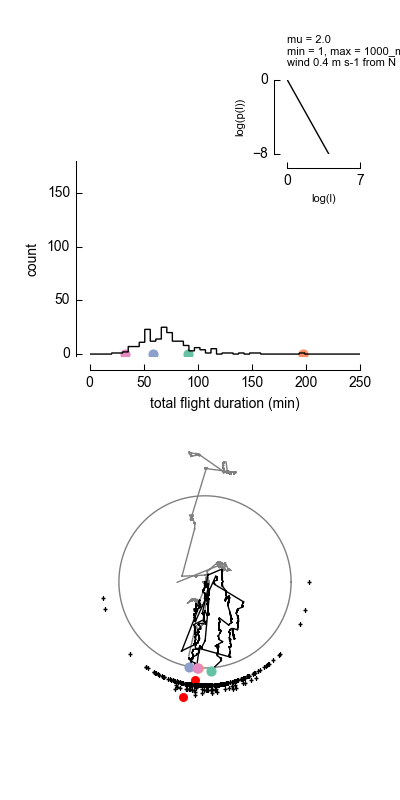 mu = 2.0
min = 1, max = 1000_m
wind 0.4 m s-1 from N
0
−8
log(p(l))
0 7
log(l)
150
100
50
0
count
0 50 100 150 200 250
total flight duration (min)